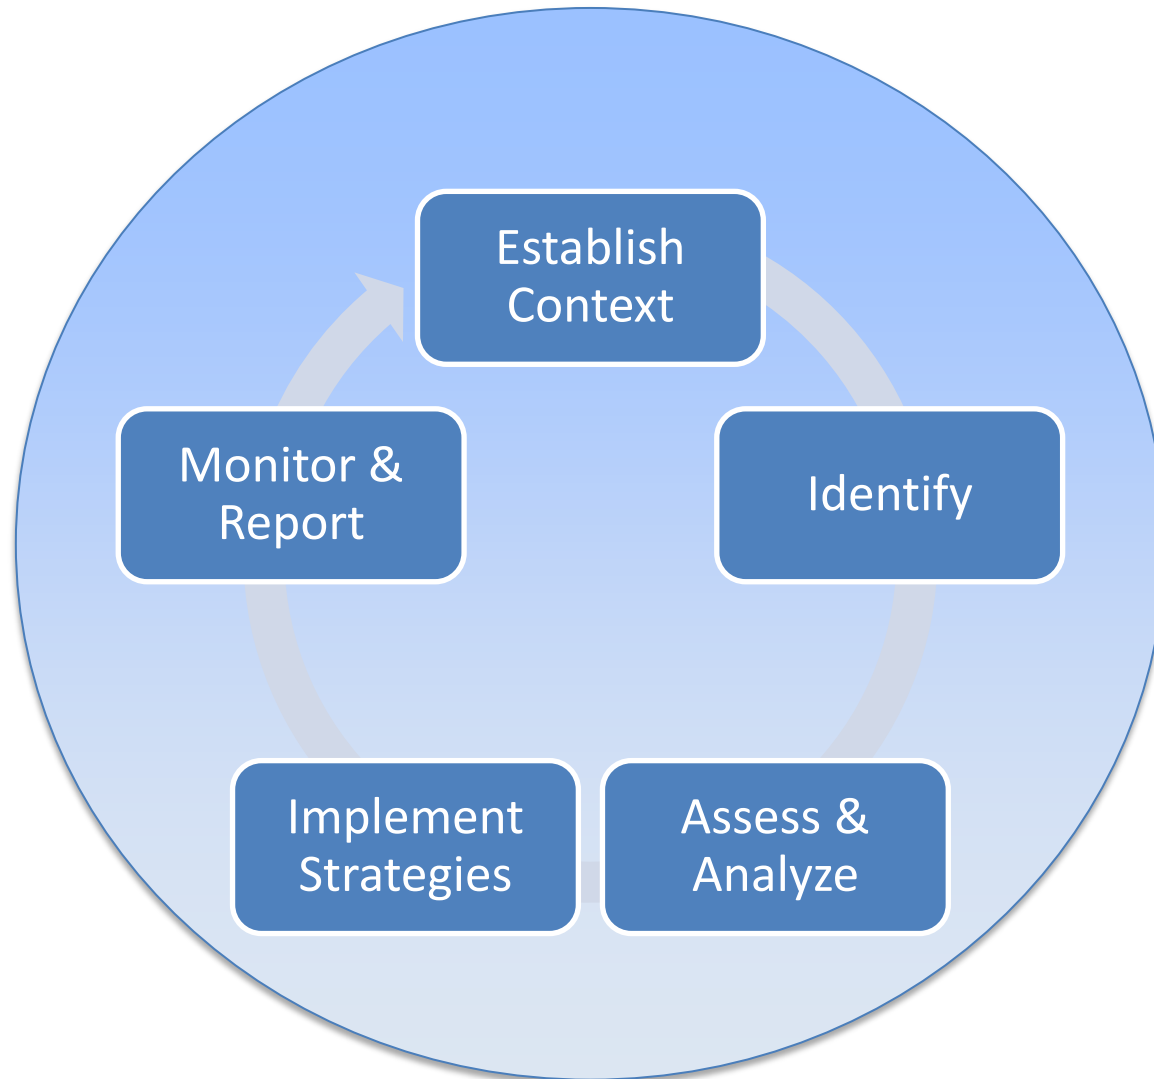 Establish
Context
Identify
Assess &
Analyze
Implement
Strategies
Monitor &
Report